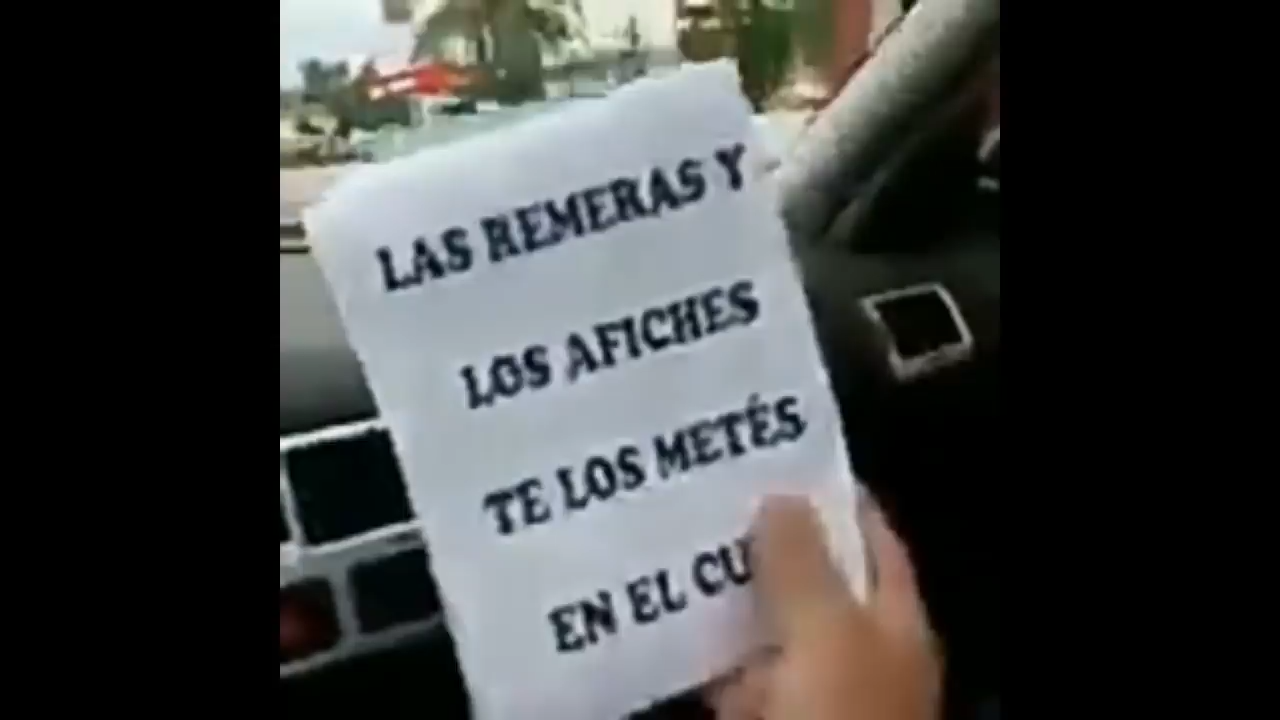 LAS REMERAS Y
LOS AFICHES
TE LOS METÉS
EN EL CU